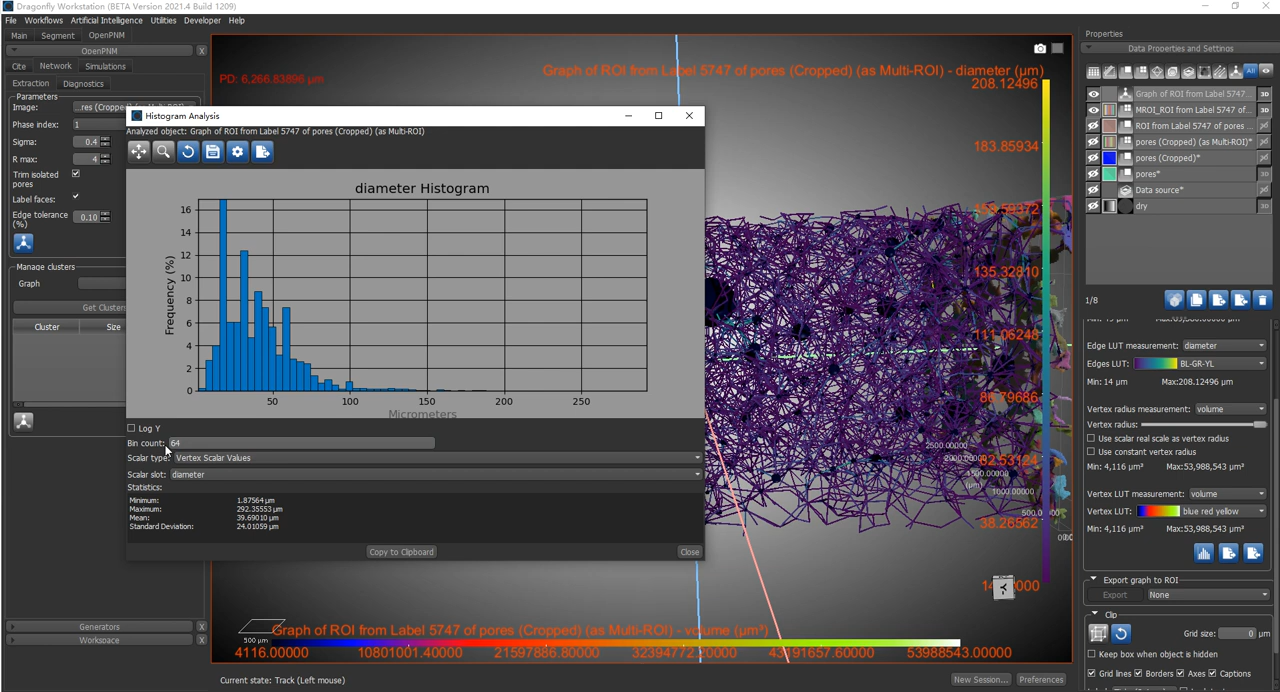 Dragonfly Workstation (BETA Version 2021.4 Build 1209)
File Workflows Artificial Intelligence Utilities Developer Help
Main Segment OpenPNM
OpenPNM X
Cite Network Simulations
Extraction Diagnostics
Parameters
Image:
Phase index: 1
Sigma: 0.4
R max: 4
Trim isolated
pores
Label faces:
Edge tolerance 0.10
(%)
Manage clusters
Graph
Get Clusters
Cluster Size
Generators X
Workspace X
Histogram Analysis
Analyzed object: Graph of ROI from Label 5747 of pores (Cropped) (as Multi-ROI)
diameter Histogram
Frequency (%)
16
14
12
10
8
6
4
2
0
50 100 150 200 250
Micrometers
Log Y
Bin count: 64
Scalar type: Vertex Scalar Values
Scalar slot: diameter
Statistics:
Minimum: 1.87564 µm
Maximum: 292.35553 µm
Mean: 39.69010 µm
Standard Deviation: 24.01059 µm
Copy to Clipboard Close
PD: 6,266.83896 µm
Graph of ROI from Label 5747 of pores (Cropped) (as Multi-ROI) - diameter (µm)
208.12496
183.85934
135.32810
111.06248
86.79686
38.26562
2500.00000
1500.00000
(µm)
1000.00000
500 µm
Graph of ROI from Label 5747 of pores (Cropped) (as Multi-ROI) - volume (µm³)
4116.00000 10801001.40000 21597886.80000 32394772.20000 43191657.60000 53988543.00000
Current state: Track (Left mouse)
New Session... Preferences
Properties
Data Properties and Settings
All
Graph of ROI from Label 5747... 3D
MROI_ROI from Label 5747 of... 3D
ROI from Label 5747 of pores ...
pores (Cropped) (as Multi-ROI)*
pores (Cropped)*
pores* 3D
Data source*
dry 3D
1/8
Edge LUT measurement: diameter
Edges LUT: BL-GR-YL
Min: 14 µm Max:208.12496 µm
Vertex radius measurement: volume
Vertex radius:
Use scalar real scale as vertex radius
Use constant vertex radius
Min: 4,116 µm³ Max:53,988,543 µm³
Vertex LUT measurement: volume
Vertex LUT: blue red yellow
Min: 4,116 µm³ Max:53,988,543 µm³
Export graph to ROI
Export None
Clip
Grid size: 0 µm
Keep box when object is hidden
Grid lines Borders Axes Captions